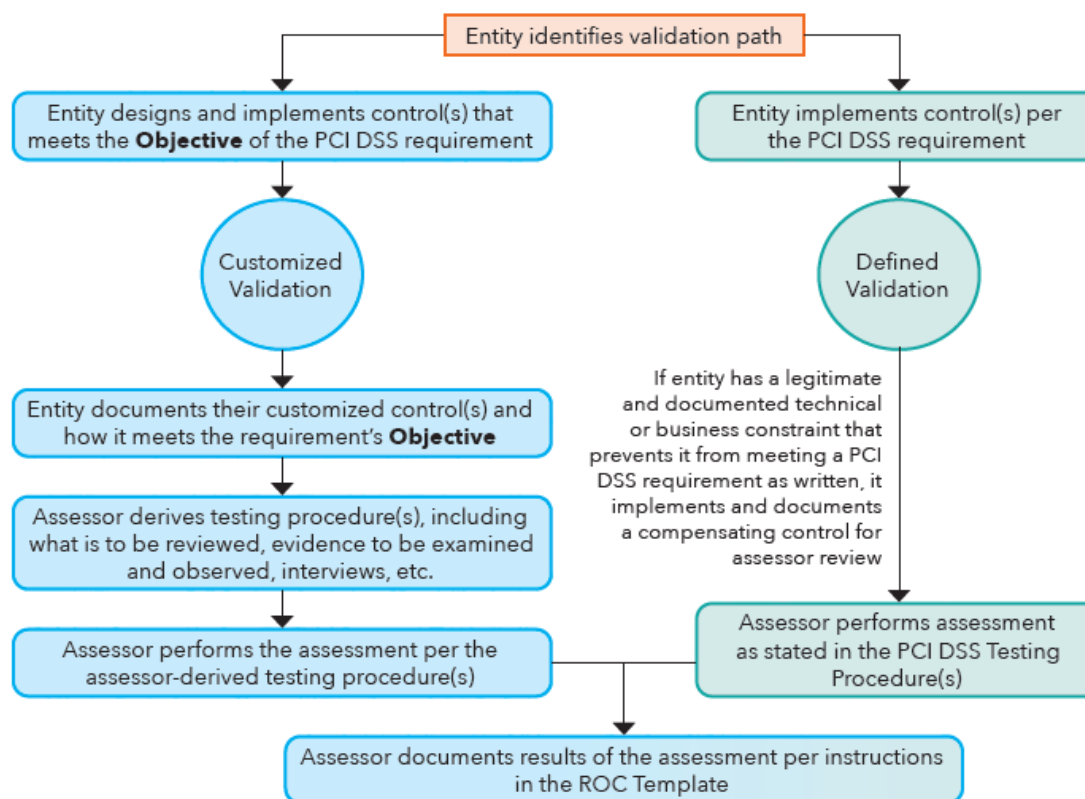 Entity identifies validation path
Entity designs and implements control(s) that
meets the Objective of the PCI DSS requirement
Entity implements control(s) per
the PCI DSS requirement
Customized
Validation
Defined
Validation
If entity has a legitimate
and documented technical
or business constraint that
prevents it from meeting a PCI
DSS requirement as written, it
implements and documents
a compensating control for
assessor review
Entity documents their customized control(s) and
how it meets the requirement's Objective
Assessor derives testing procedure(s), including
what is to be reviewed, evidence to be examined
and observed, interviews, etc.
Assessor performs the assessment per the
assessor-derived testing procedure(s)
Assessor performs assessment
as stated in the PCI DSS Testing
Procedure(s)
Assessor documents results of the assessment per instructions
in the ROC Template